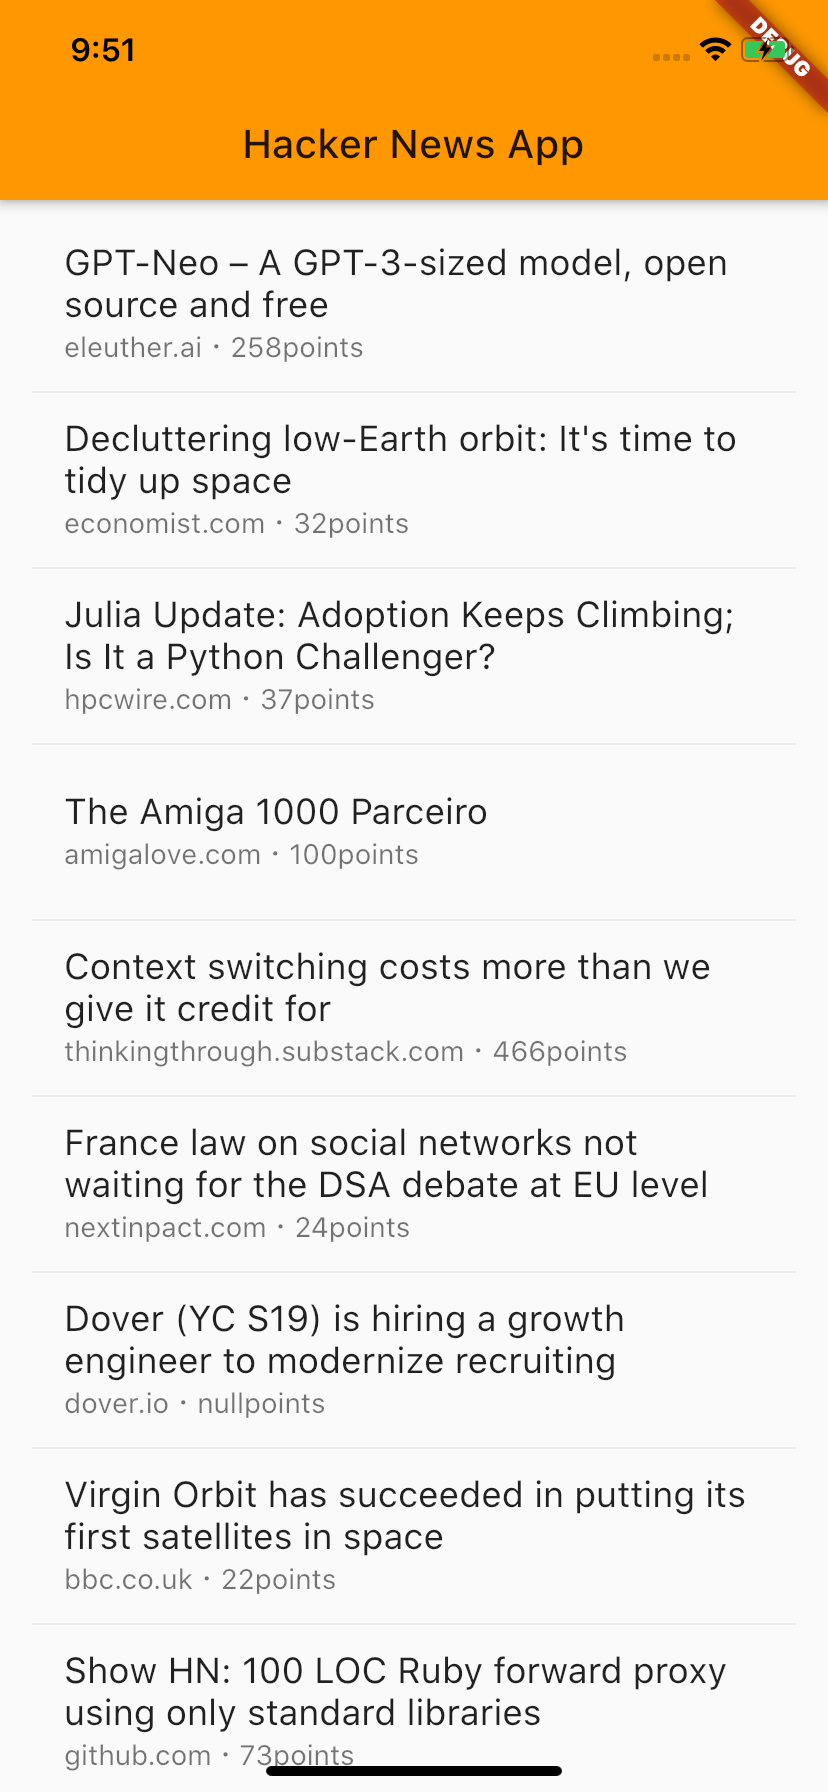 9:51
DEBUG
Hacker News App
GPT-Neo – A GPT-3-sized model, open
source and free
eleuther.ai · 258points
Decluttering low-Earth orbit: It's time to
tidy up space
economist.com · 32points
Julia Update: Adoption Keeps Climbing;
Is It a Python Challenger?
hpcwire.com · 37points
The Amiga 1000 Parceiro
amigalove.com · 100points
Context switching costs more than we
give it credit for
thinkingthrough.substack.com · 466points
France law on social networks not
waiting for the DSA debate at EU level
nextinpact.com · 24points
Dover (YC S19) is hiring a growth
engineer to modernize recruiting
dover.io · nullpoints
Virgin Orbit has succeeded in putting its
first satellites in space
bbc.co.uk · 22points
Show HN: 100 LOC Ruby forward proxy
using only standard libraries
github.com · 73points